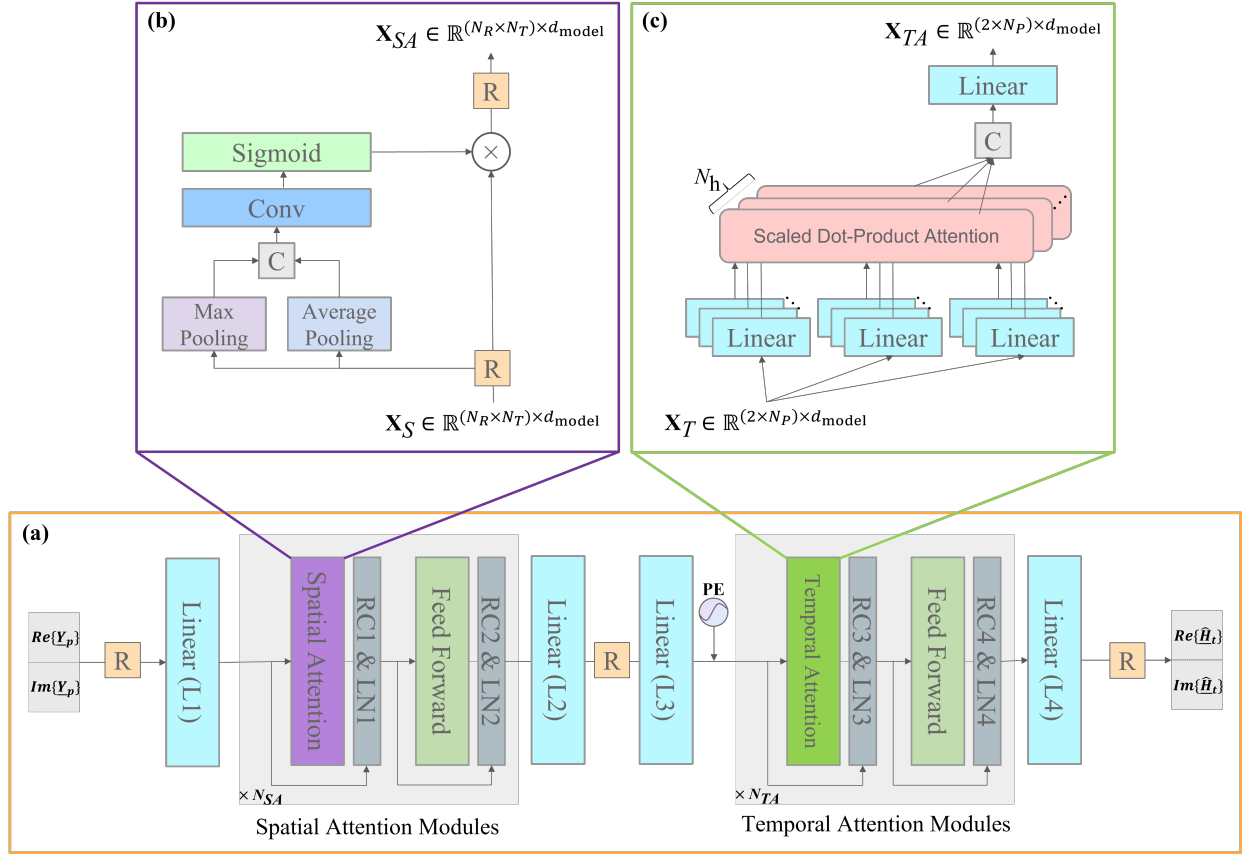 (b)
X_SA ∈ ℝ^(N_R×N_T)×d_model
R
Sigmoid
×
Conv
C
Max
Pooling
Average
Pooling
R
X_S ∈ ℝ^(N_R×N_T)×d_model
(c)
X_TA ∈ ℝ^(2×N_P)×d_model
Linear
C
N_h
Scaled Dot-Product Attention
Linear
Linear
Linear
X_T ∈ ℝ^(2×N_P)×d_model
(a)
Re{Y_p}
Im{Y_p}
R
Linear (L1)
Spatial Attention
RC1 & LN1
Feed Forward
RC2 & LN2
× N_SA
Spatial Attention Modules
Linear (L2)
R
Linear (L3)
PE
Temporal Attention
RC3 & LN3
Feed Forward
RC4 & LN4
× N_TA
Temporal Attention Modules
Linear (L4)
R
Re{Ĥ_t}
Im{Ĥ_t}